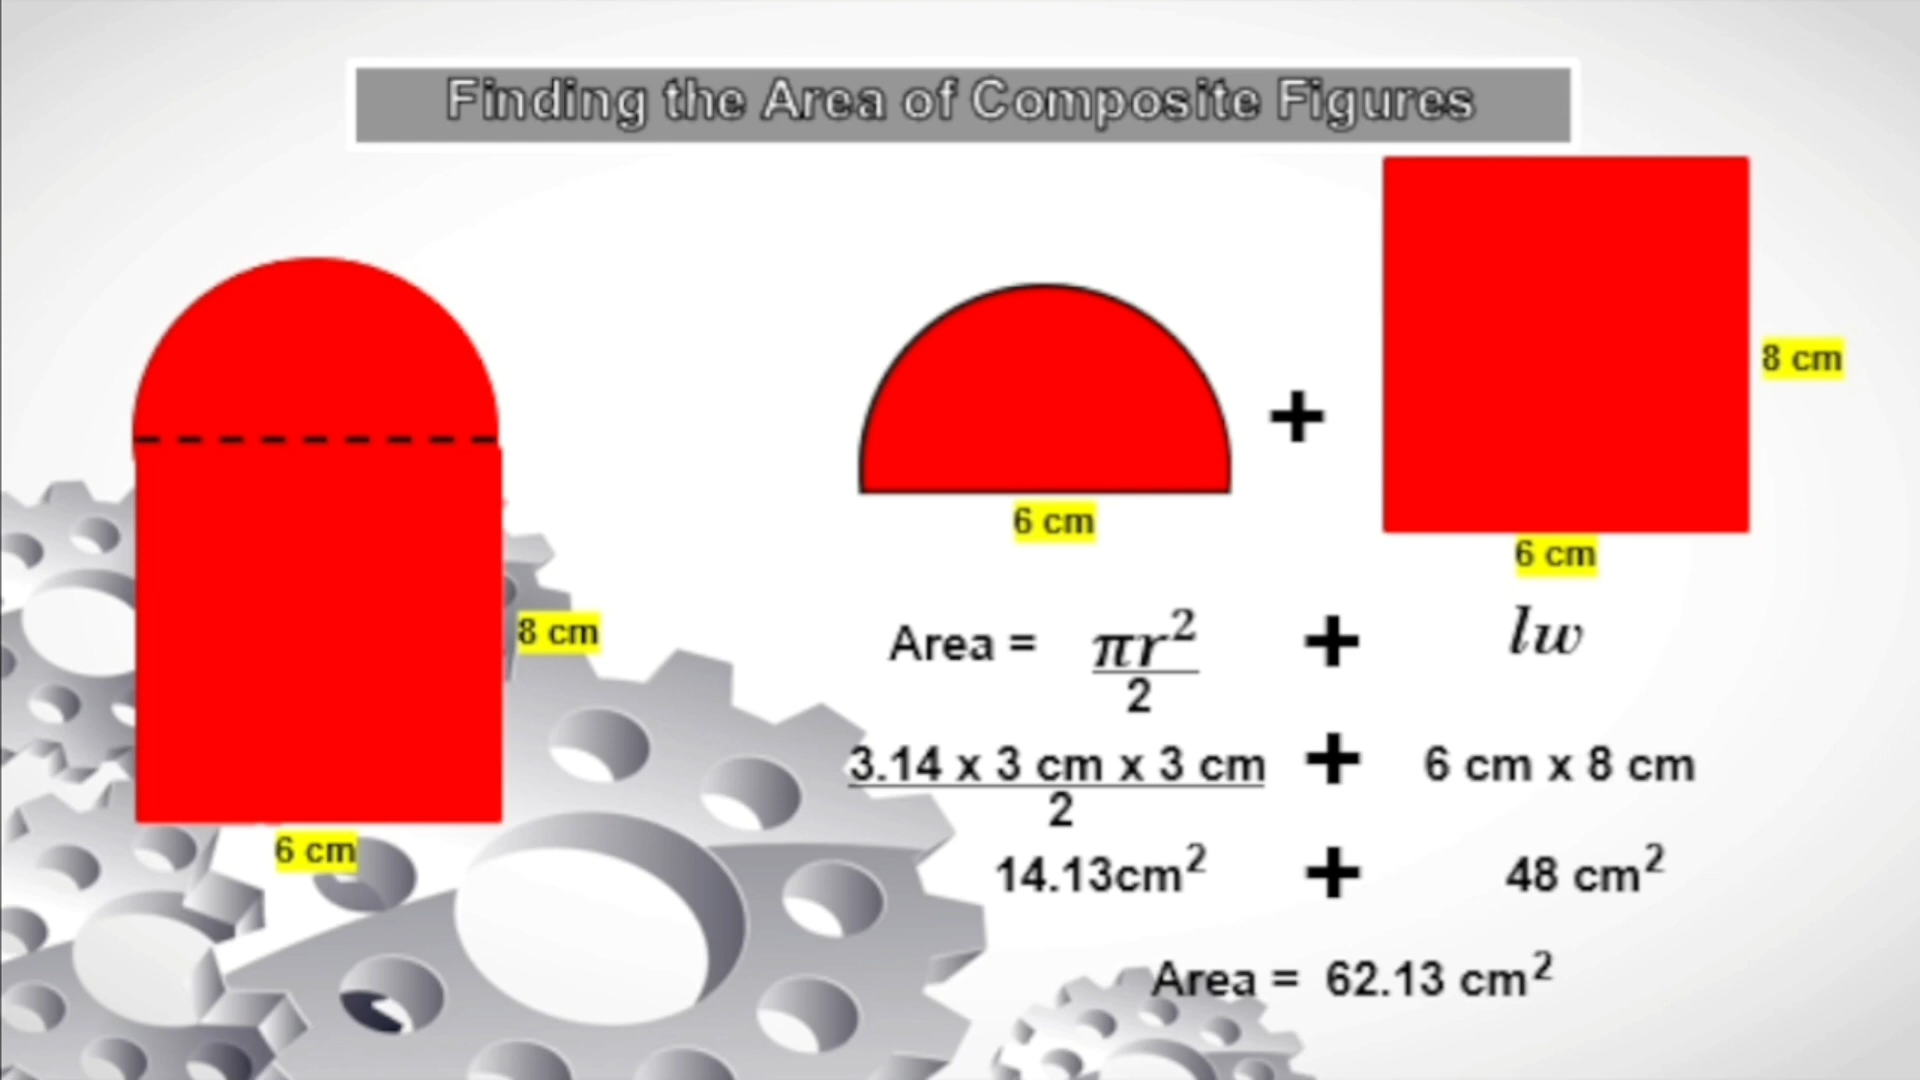 Finding the Area of Composite Figures
8 cm
6 cm
6 cm
8 cm
6 cm
Area = πr²/2 + lw
3.14 x 3 cm x 3 cm/2 + 6 cm x 8 cm
14.13cm² + 48 cm²
Area = 62.13 cm²